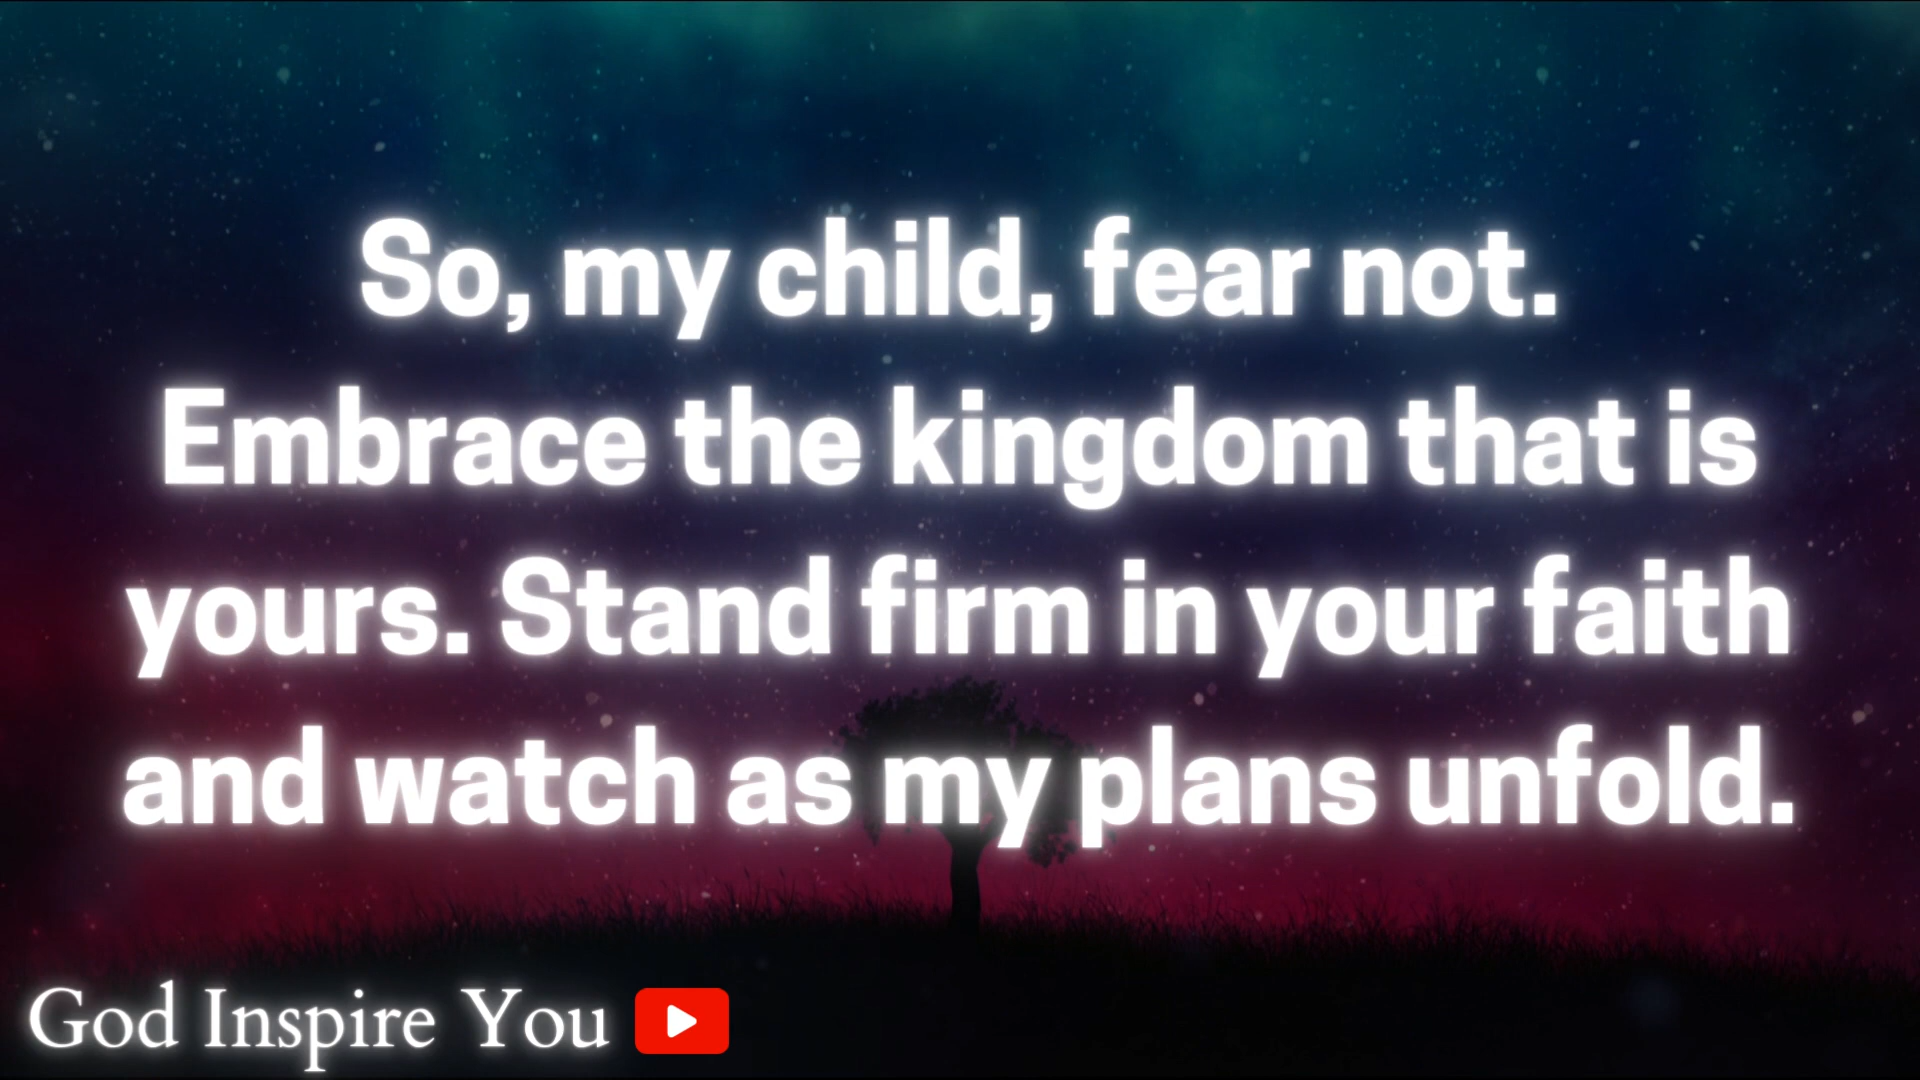 So, my child, fear not.
Embrace the kingdom that is
yours. Stand firm in your faith
and watch as my plans unfold.
God Inspire You